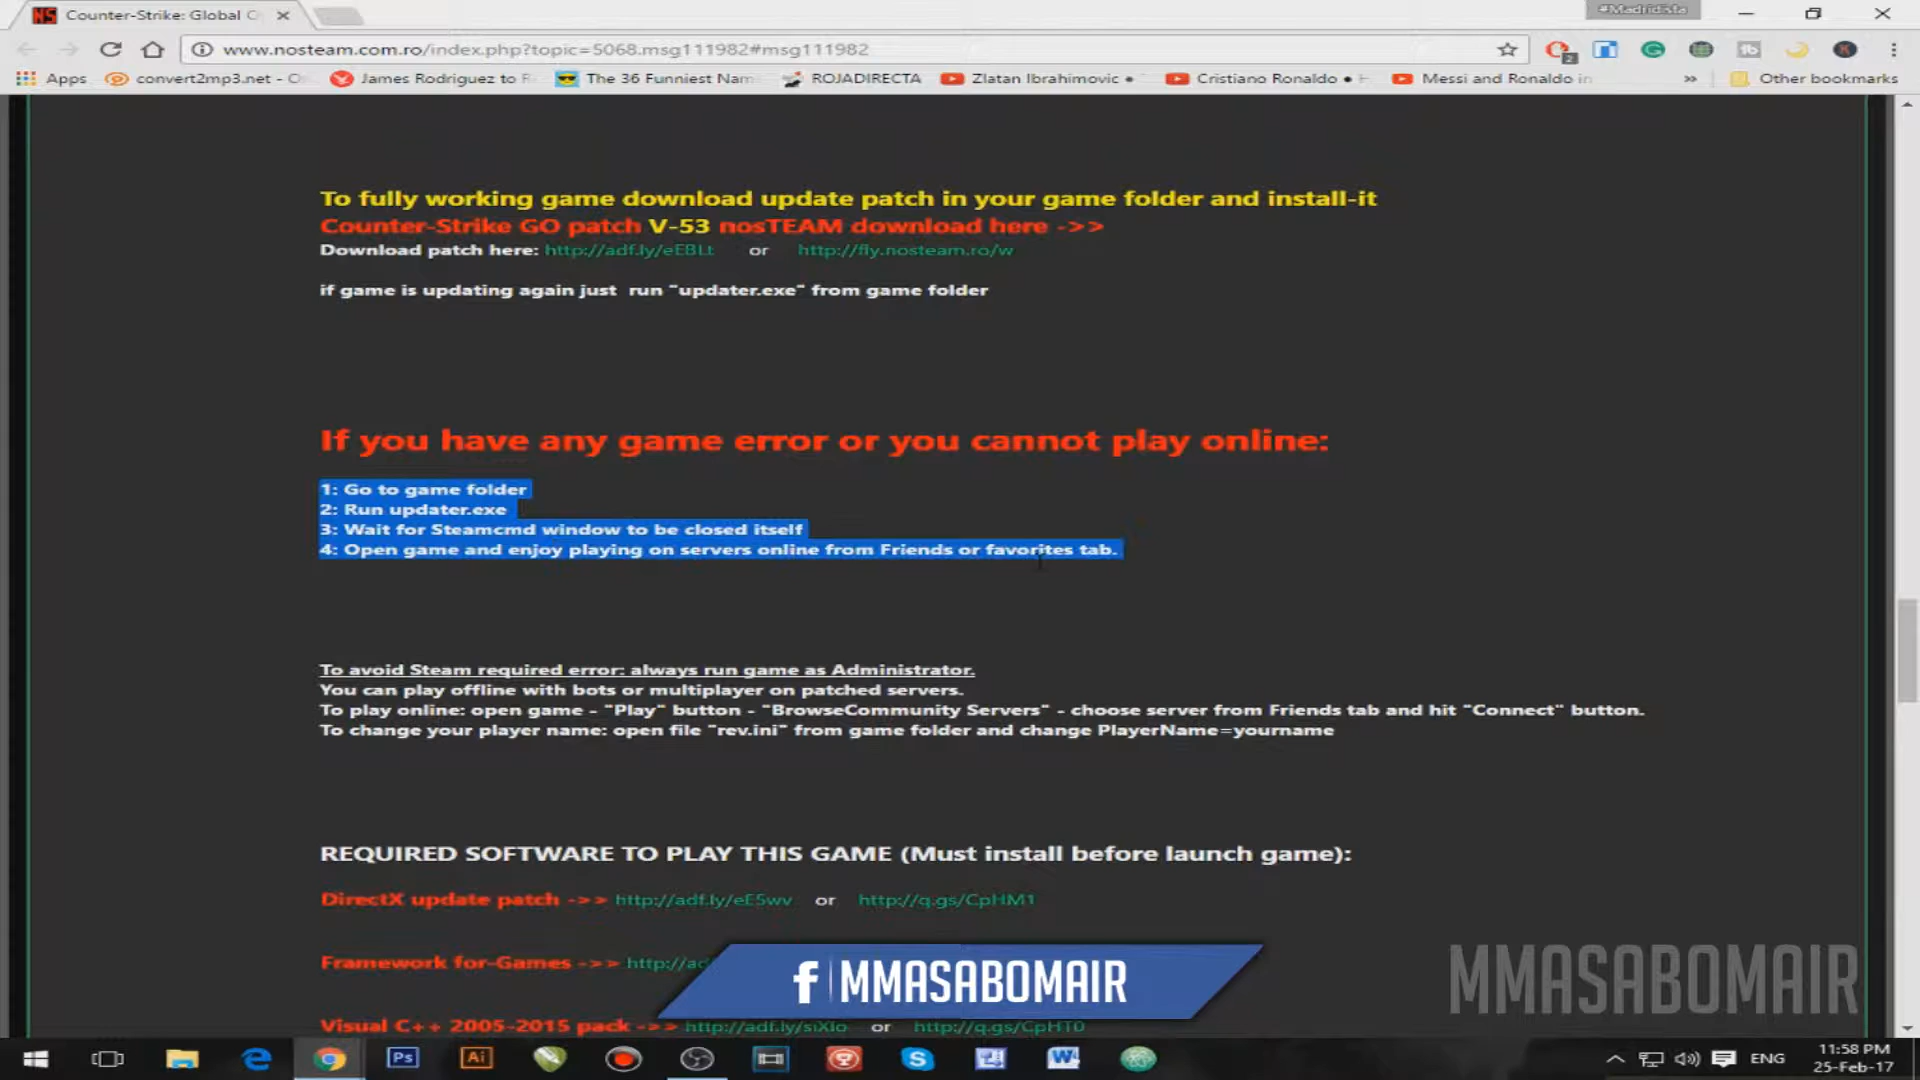 Counter-Strike: Global O
#Madridista
www.nosteam.com.ro/index.php?topic=5068.msg111982#msg111982
Apps convert2mp3.net - O James Rodriguez to R The 36 Funniest Nam ROJADIRECTA Zlatan Ibrahimovic • Cristiano Ronaldo • H Messi and Ronaldo in » Other bookmarks
To fully working game download update patch in your game folder and install-it
Counter-Strike GO patch V-53 nosTEAM download here ->>
Download patch here: http://adf.ly/eEBLt or http://fly.nosteam.ro/w
if game is updating again just run "updater.exe" from game folder
If you have any game error or you cannot play online:
1: Go to game folder
2: Run updater.exe
3: Wait for Steamcmd window to be closed itself
4: Open game and enjoy playing on servers online from Friends or favorites tab.
To avoid Steam required error: always run game as Administrator.
You can play offline with bots or multiplayer on patched servers.
To play online: open game - "Play" button - "BrowseCommunity Servers" - choose server from Friends tab and hit "Connect" button.
To change your player name: open file "rev.ini" from game folder and change PlayerName=yourname
REQUIRED SOFTWARE TO PLAY THIS GAME (Must install before launch game):
DirectX update patch ->> http://adf.ly/eE5wv or http://q.gs/CpHM1
Framework for-Games ->> http://ad
f MMASABOMAIR
MMASABOMAIR
Visual C++ 2005-2015 pack ->> http://adf.ly/siXIo or http://q.gs/CpHT0
Ps Ai ENG
11:58 PM
25-Feb-17